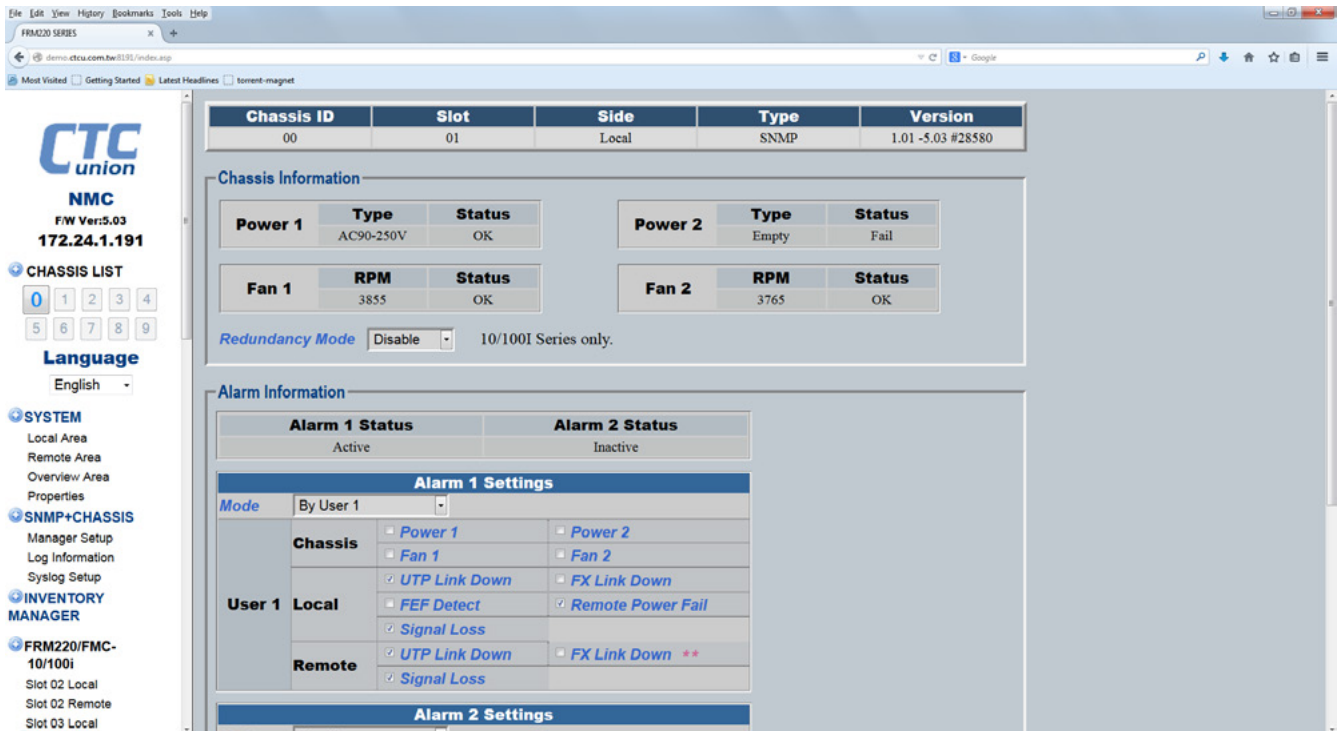 File Edit View History Bookmarks Tools Help
FRM220 SERIES x +
demo.ctcu.com.tw:8191/index.asp
8 - Google
Most Visited Getting Started Latest Headlines torrent-magnet
CTC
union
NMC
F/W Ver:5.03
172.24.1.191
CHASSIS LIST
0 1 2 3 4
5 6 7 8 9
Language
English
SYSTEM
Local Area
Remote Area
Overview Area
Properties
SNMP+CHASSIS
Manager Setup
Log Information
Syslog Setup
INVENTORY
MANAGER
FRM220/FMC-
10/100i
Slot 02 Local
Slot 02 Remote
Slot 03 Local
Chassis ID Slot Side Type Version
00 01 Local SNMP 1.01 -5.03 #28580
Chassis Information
Power 1 Type Status
AC90-250V OK
Power 2 Type Status
Empty Fail
Fan 1 RPM Status
3855 OK
Fan 2 RPM Status
3765 OK
Redundancy Mode Disable 10/100I Series only.
Alarm Information
Alarm 1 Status Alarm 2 Status
Active Inactive
Alarm 1 Settings
Mode By User 1
User 1
Chassis
Power 1 Power 2
Fan 1 Fan 2
Local
UTP Link Down FX Link Down
FEF Detect Remote Power Fail
Signal Loss
Remote
UTP Link Down FX Link Down **
Signal Loss
Alarm 2 Settings